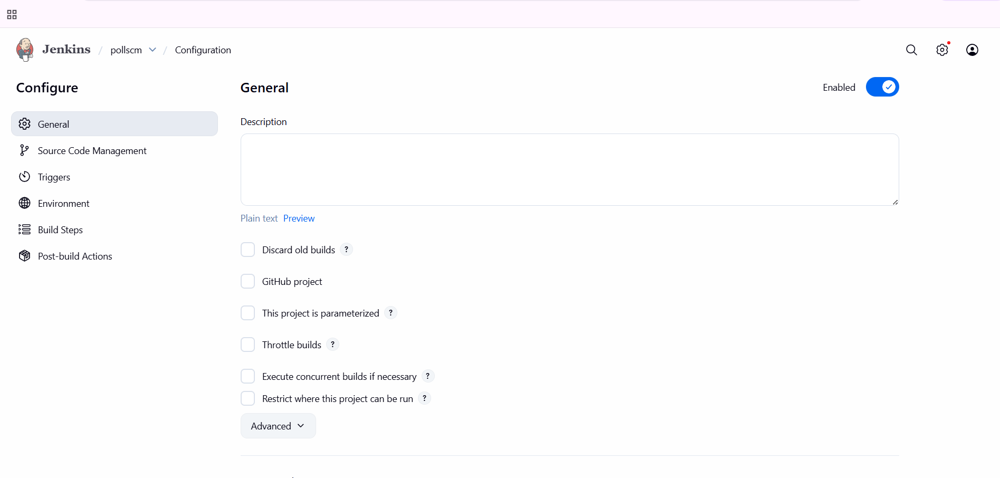 Jenkins / pollscm / Configuration
Configure
General
Source Code Management
Triggers
Environment
Build Steps
Post-build Actions
General
Enabled
Description
Plain text Preview
Discard old builds ?
GitHub project
This project is parameterized ?
Throttle builds ?
Execute concurrent builds if necessary ?
Restrict where this project can be run ?
Advanced